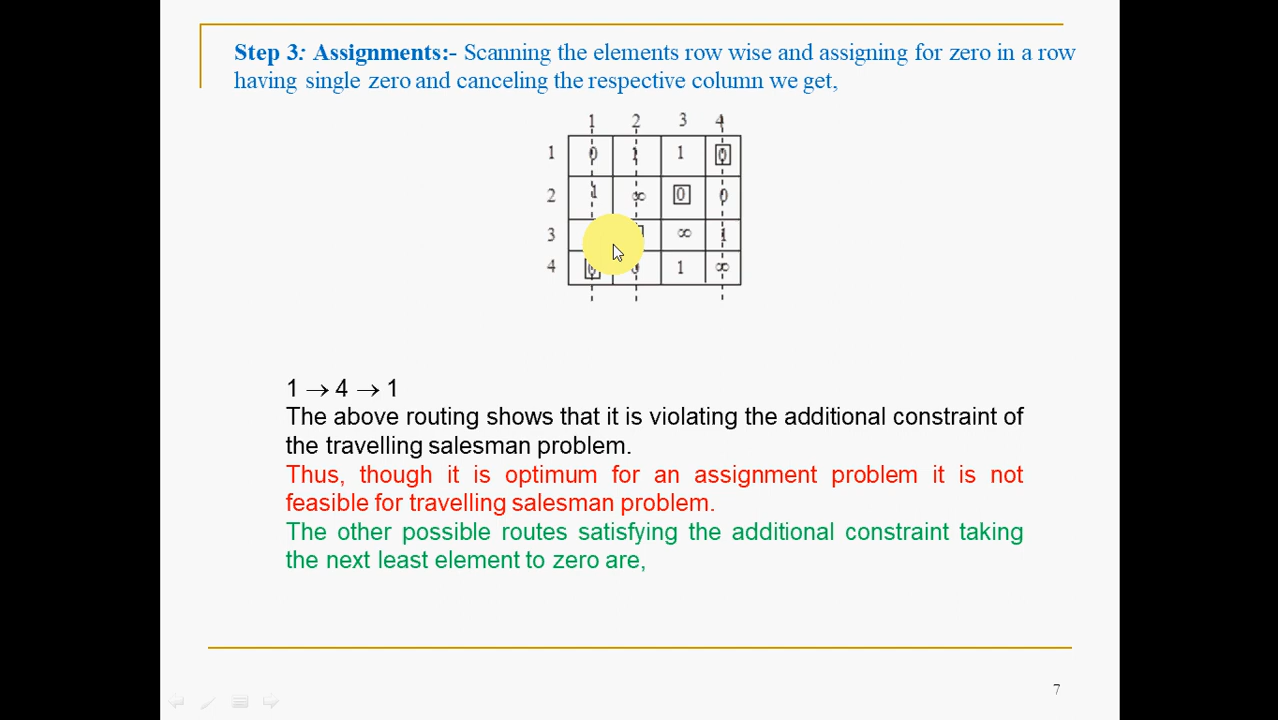 Step 3: Assignments:- Scanning the elements row wise and assigning for zero in a row
having single zero and canceling the respective column we get,
1 2 3 4
1 0 1 1 0
2 1 ∞ 0 0
3 ∞ 1
4 0 1 ∞
1 → 4 → 1
The above routing shows that it is violating the additional constraint of
the travelling salesman problem.
Thus, though it is optimum for an assignment problem it is not
feasible for travelling salesman problem.
The other possible routes satisfying the additional constraint taking
the next least element to zero are,
7